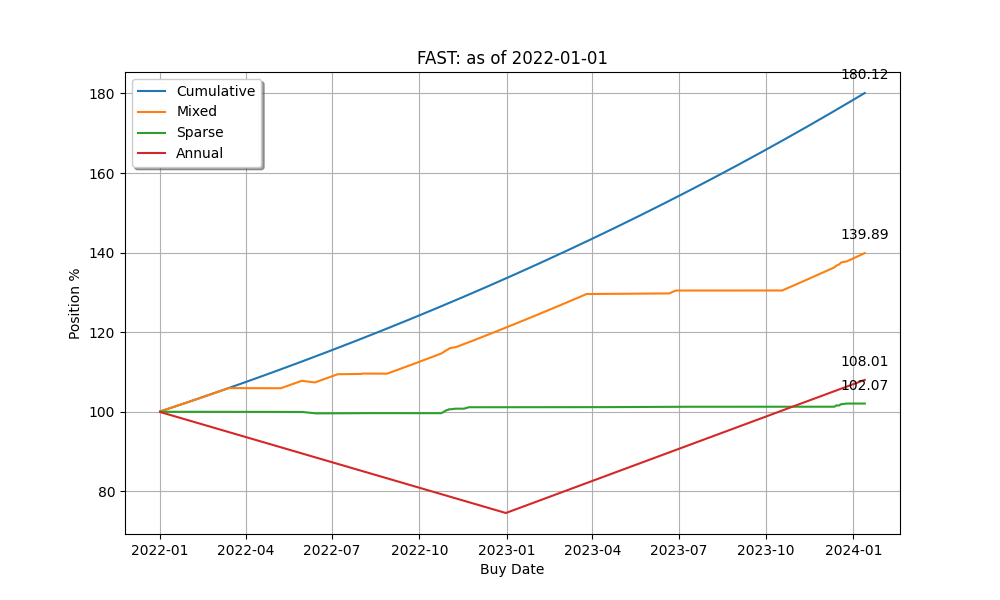 FAST: as of 2022-01-01
180.12
180
Cumulative
Mixed
Sparse
Annual
160
139.89
140
120
108.01
102.07
100
80
Position %
2022-01 2022-04 2022-07 2022-10 2023-01 2023-04 2023-07 2023-10 2024-01
Buy Date